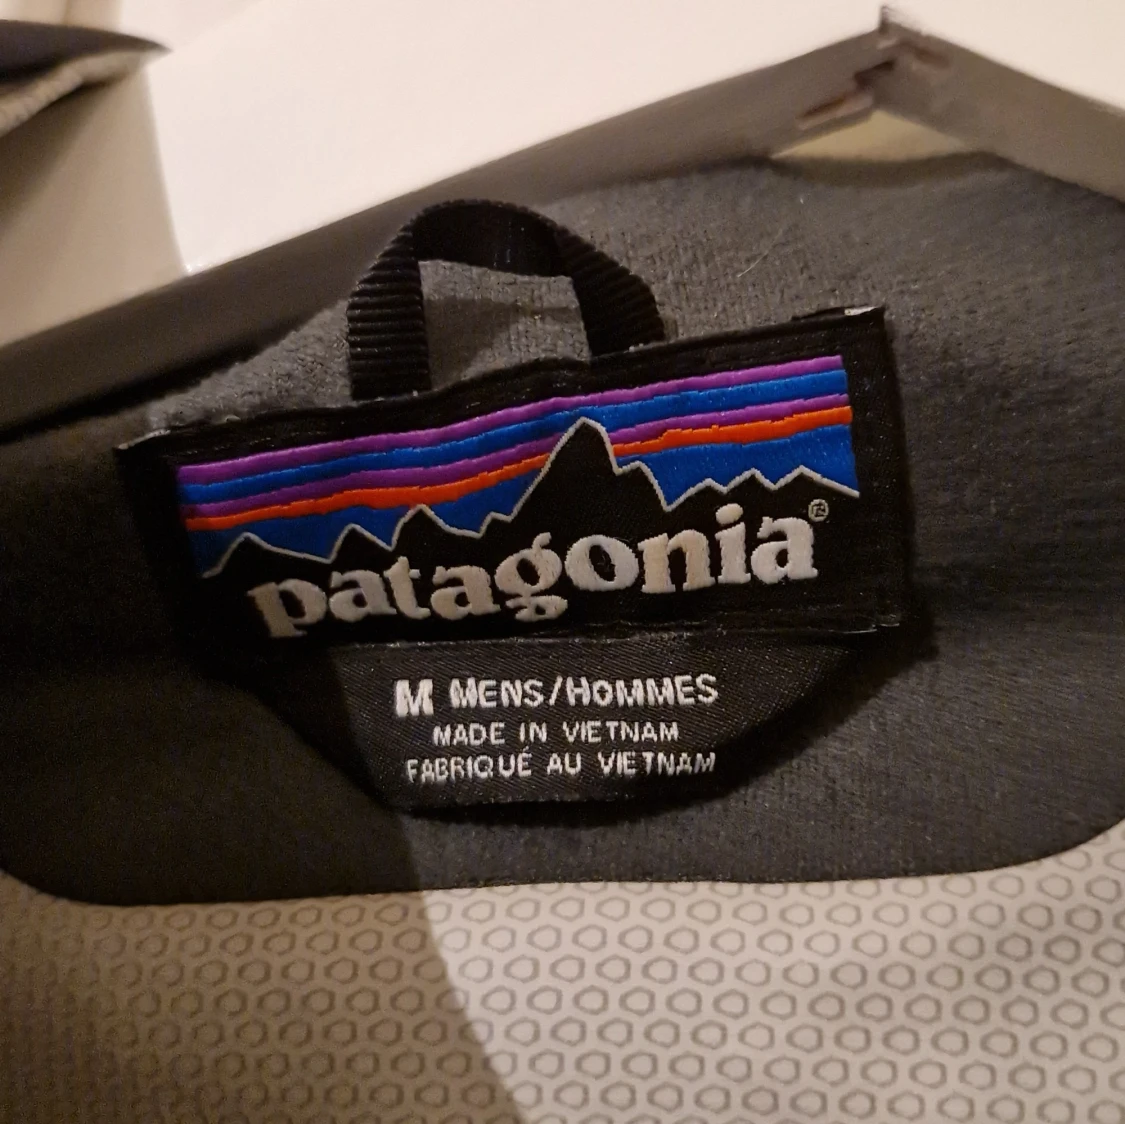 patagonia®
M MENS/HOMMES
MADE IN VIETNAM
FABRIQUÉ AU VIETNAM